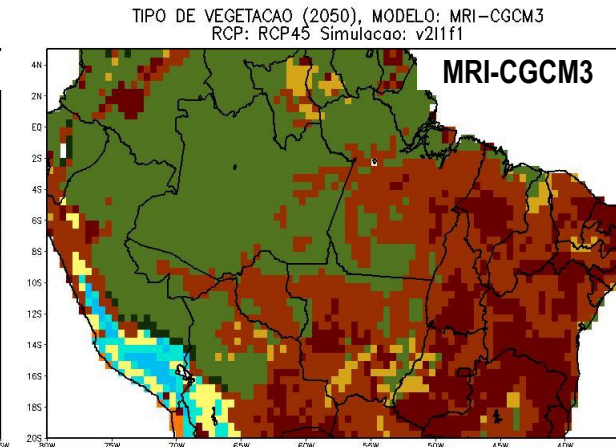 TIPO DE VEGETACAO (2050), MODELO: MRI-CGCM3
RCP: RCP45 Simulacao: v2l1f1
MRI-CGCM3
4N
2N
EQ
2S
4S
6S
8S
10S
12S
14S
16S
18S
20S
80W 75W 70W 65W 60W 55W 50W 45W 40W